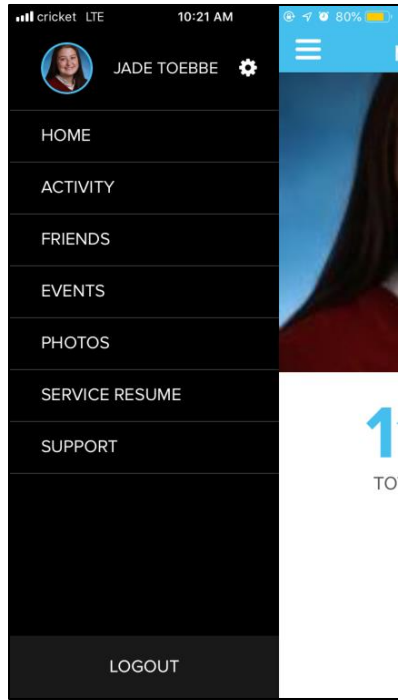 cricket LTE 10:21 AM 80%
JADE TOEBBE
HOME
ACTIVITY
FRIENDS
EVENTS
PHOTOS
SERVICE RESUME
SUPPORT
LOGOUT